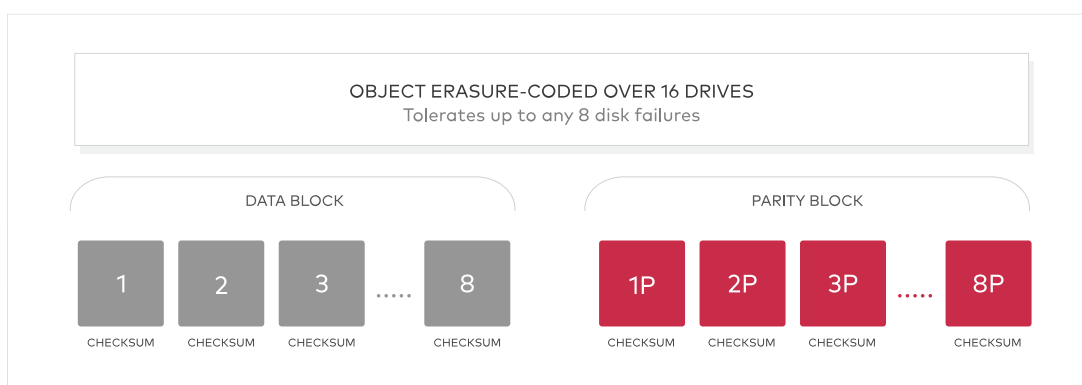 OBJECT ERASURE-CODED OVER 16 DRIVES
Tolerates up to any 8 disk failures
DATA BLOCK
PARITY BLOCK
1 2 3 ..... 8
1P 2P 3P ..... 8P
CHECKSUM CHECKSUM CHECKSUM CHECKSUM
CHECKSUM CHECKSUM CHECKSUM CHECKSUM